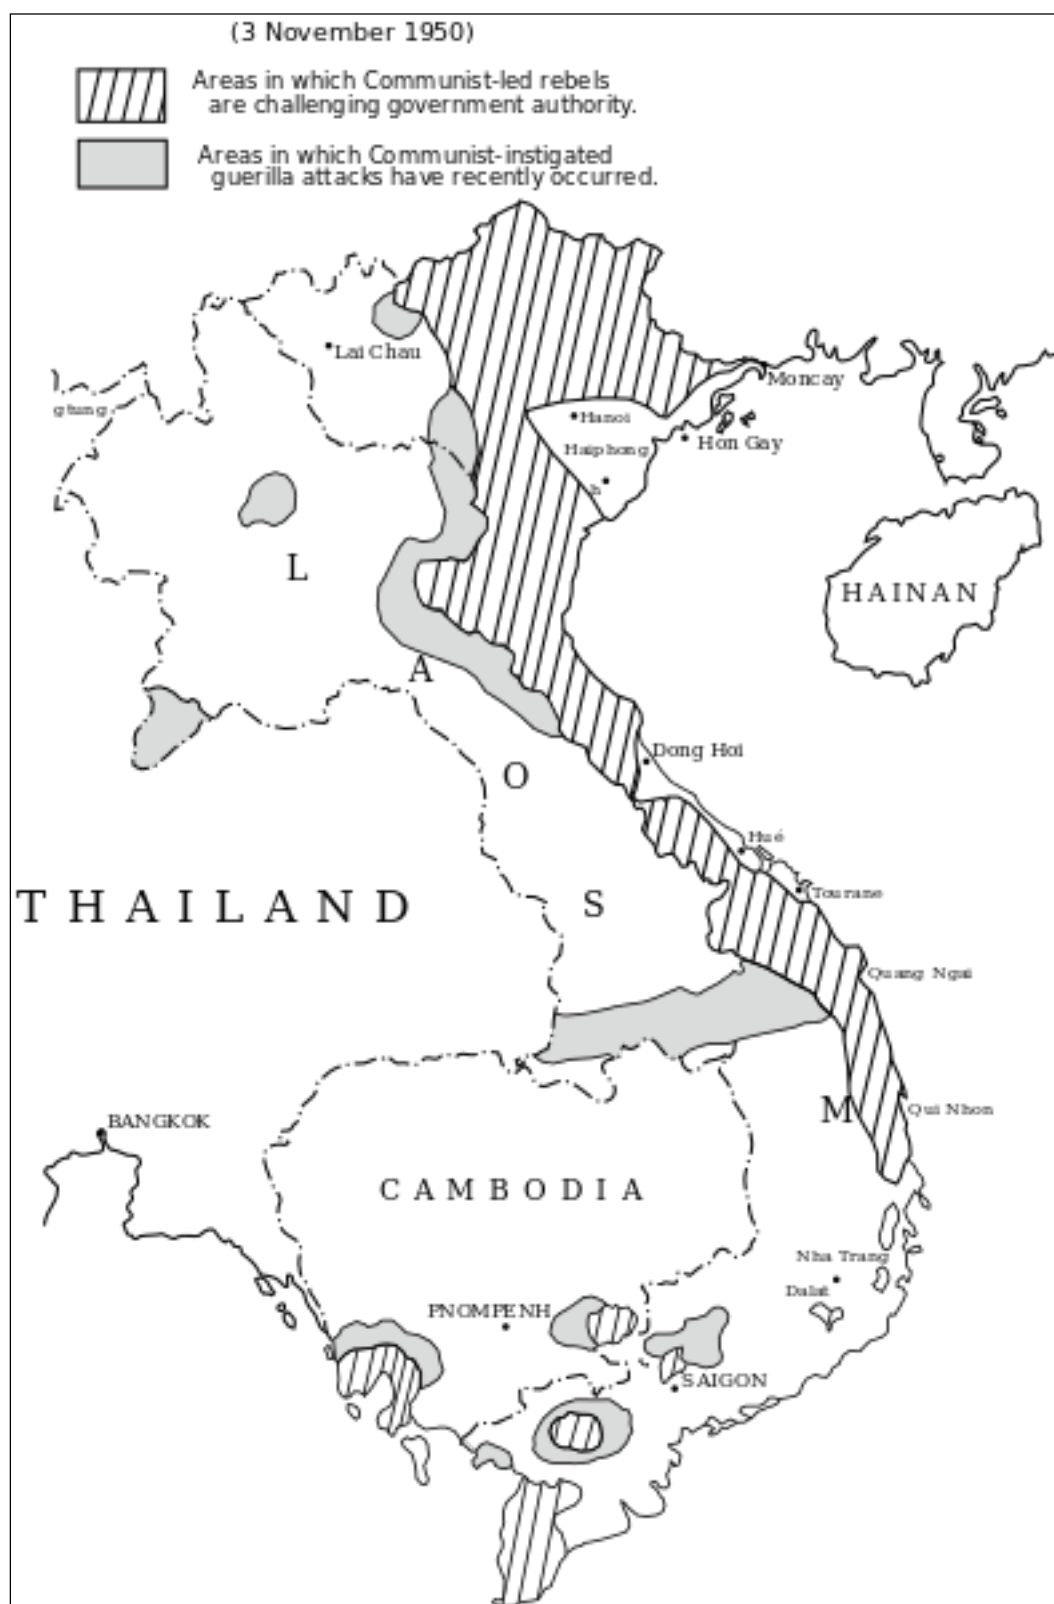 (3 November 1950)
Areas in which Communist-led rebels
are challenging government authority.
Areas in which Communist-instigated
guerilla attacks have recently occurred.
Lai Chau
Moncay
gtung
Hanoi
Hon Gay
Haiphong
h
L
HAINAN
A
Dong Hoi
O
Hué
THAILAND
S
Tourane
Quang Ngai
M
Qui Nhon
BANGKOK
CAMBODIA
Nha Trang
Dalat
PNOMPENH
SAIGON